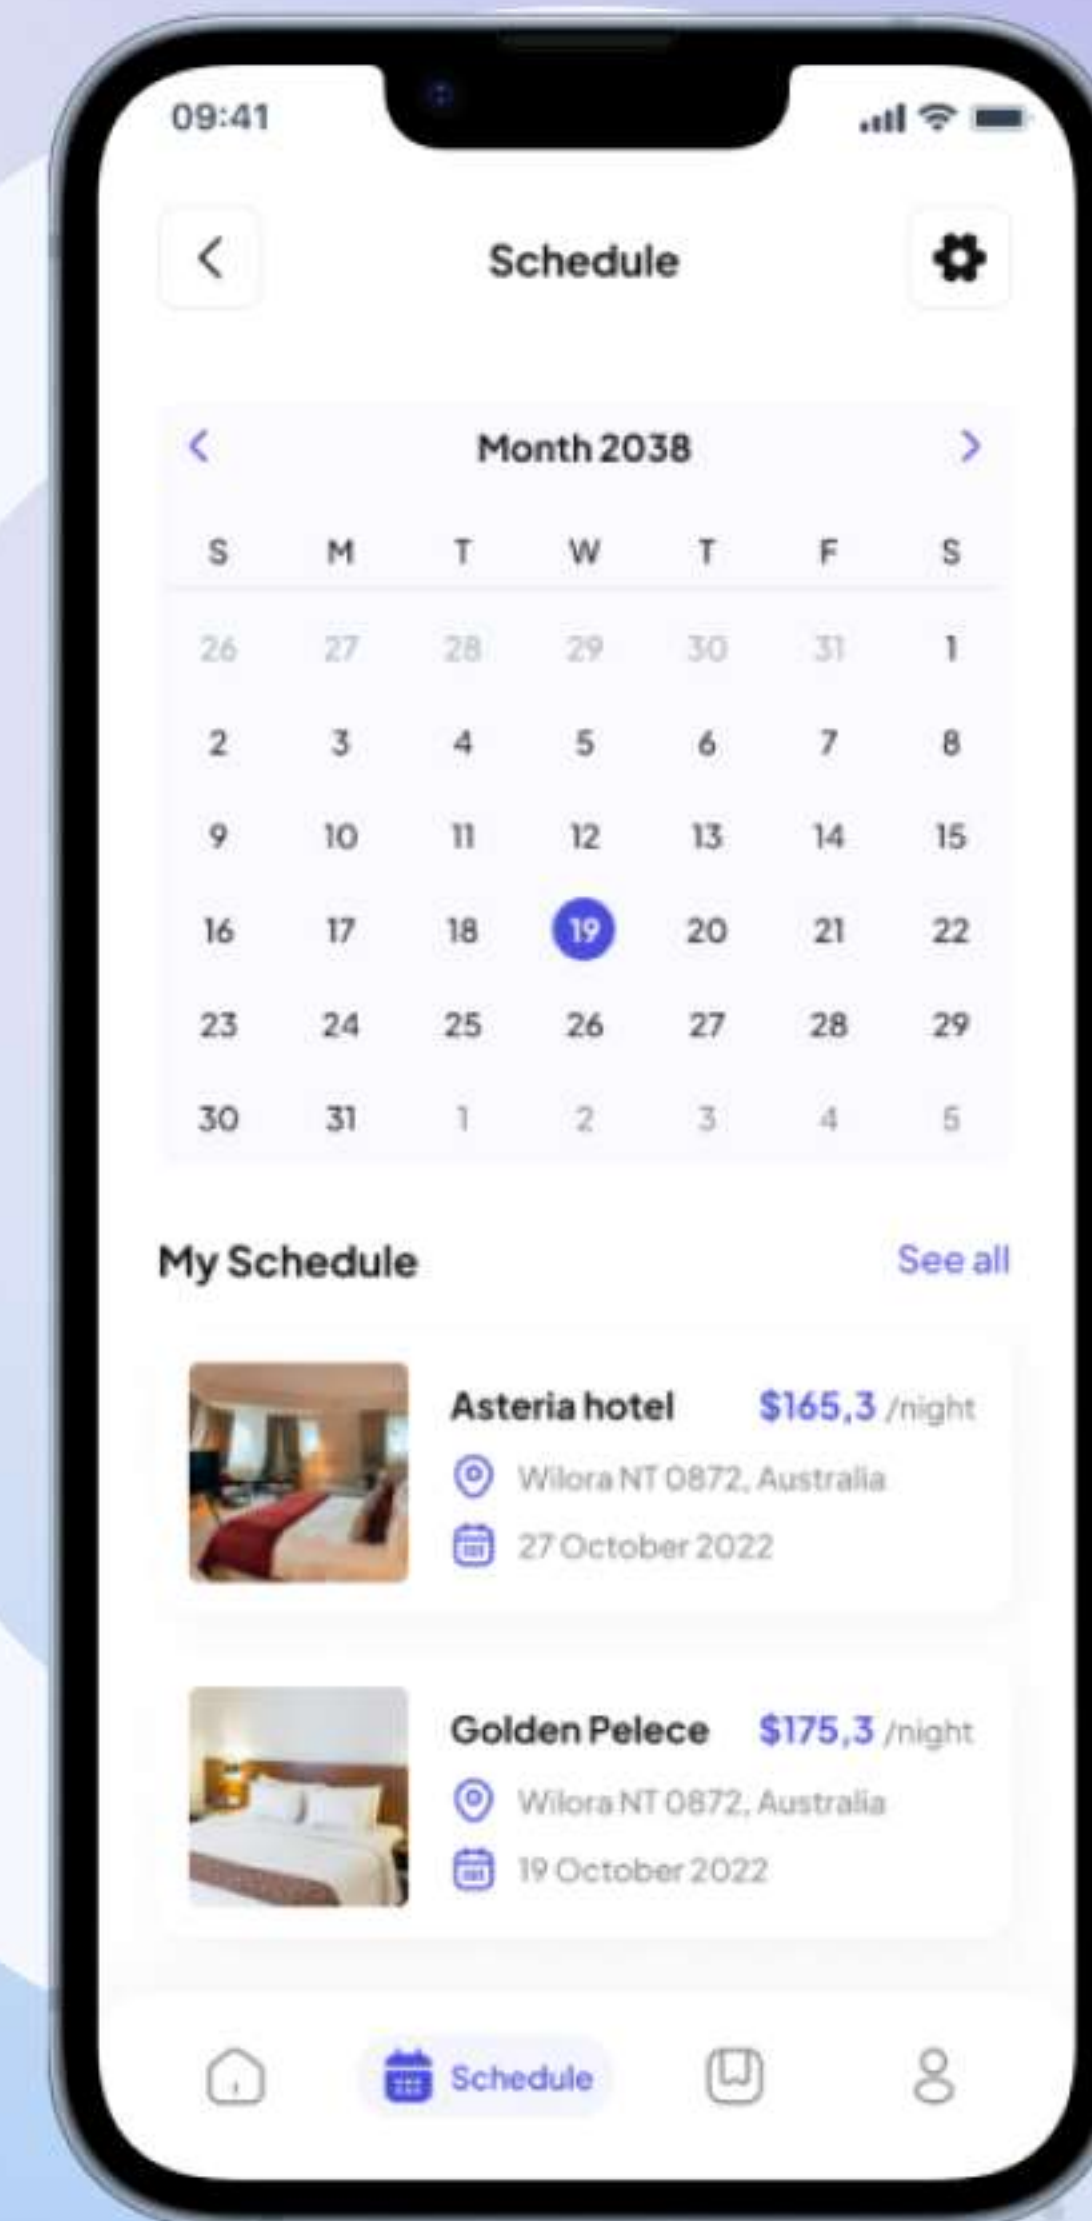 09:41
Schedule
Month 2038
S M T W T F S
26 27 28 29 30 31 1
2 3 4 5 6 7 8
9 10 11 12 13 14 15
16 17 18 19 20 21 22
23 24 25 26 27 28 29
30 31 1 2 3 4 5
My Schedule See all
Asteria hotel $165,3 /night
Wilora NT 0872, Australia
27 October 2022
Golden Pelece $175,3 /night
Wilora NT 0872, Australia
19 October 2022
Schedule